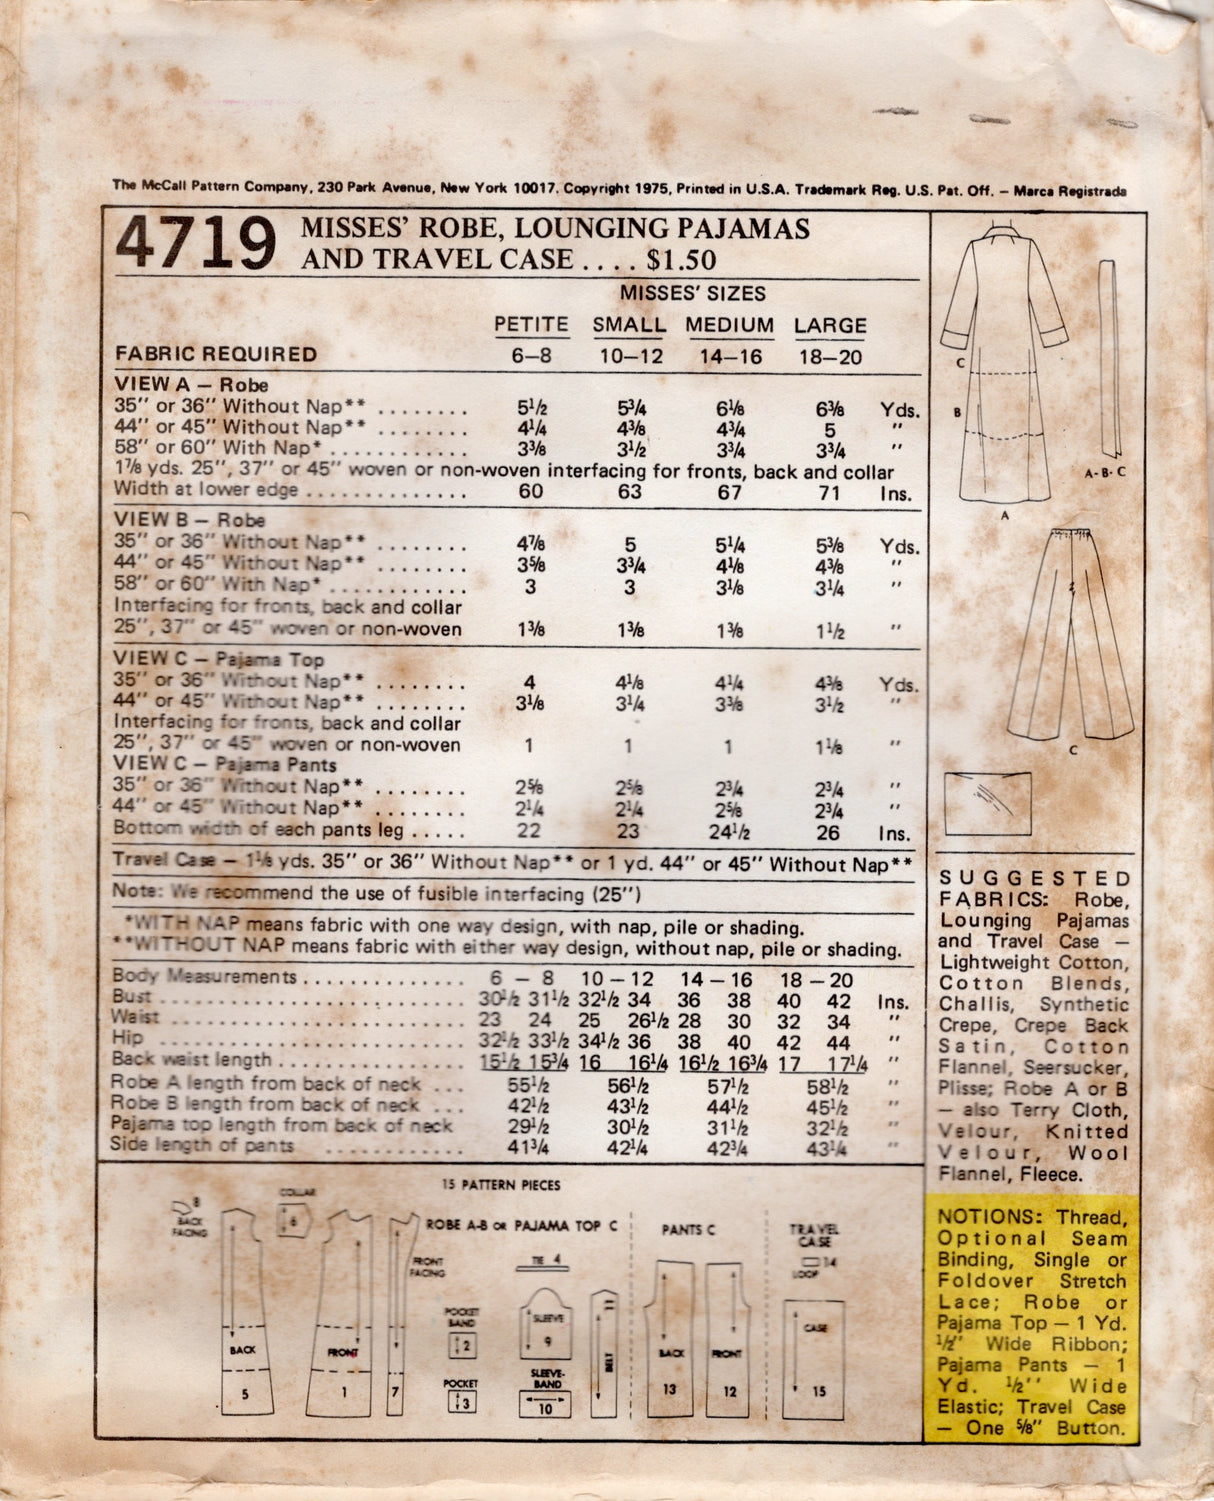 The McCall Pattern Company, 230 Park Avenue, New York 10017. Copyright 1975, Printed in U.S.A. Trademark Reg. U.S. Pat. Off. – Marca Registrada
4719 MISSES' ROBE, LOUNGING PAJAMAS
AND TRAVEL CASE .... $1.50
MISSES' SIZES
PETITE SMALL MEDIUM LARGE
FABRIC REQUIRED 6–8 10–12 14–16 18–20
VIEW A – Robe
35" or 36" Without Nap** ........ 5½ 5¾ 6⅛ 6⅜ Yds.
44" or 45" Without Nap** ........ 4¼ 4⅜ 4¾ 5 "
58" or 60" With Nap* ............ 3⅜ 3½ 3¾ 3¾ "
1⅞ yds. 25", 37" or 45" woven or non-woven interfacing for fronts, back and collar
Width at lower edge .............. 60 63 67 71 Ins.
VIEW B – Robe
35" or 36" Without Nap** ........ 4⅞ 5 5¼ 5⅜ Yds.
44" or 45" Without Nap** ........ 3⅝ 3¾ 4⅛ 4⅜ "
58" or 60" With Nap* ............ 3 3 3⅛ 3¼ "
Interfacing for fronts, back and collar
25", 37" or 45" woven or non-woven 1⅜ 1⅜ 1⅜ 1½ "
VIEW C – Pajama Top
35" or 36" Without Nap** ........ 4 4⅛ 4¼ 4⅜ Yds.
44" or 45" Without Nap** ........ 3⅛ 3¼ 3⅜ 3½ "
Interfacing for fronts, back and collar
25", 37" or 45" woven or non-woven 1 1 1 1⅛ "
VIEW C – Pajama Pants
35" or 36" Without Nap** ........ 2⅝ 2⅝ 2¾ 2¾ "
44" or 45" Without Nap** ........ 2¼ 2¼ 2⅝ 2¾ "
Bottom width of each pants leg ..... 22 23 24½ 26 Ins.
Travel Case – 1⅛ yds. 35" or 36" Without Nap** or 1 yd. 44" or 45" Without Nap**
Note: We recommend the use of fusible interfacing (25")
*WITH NAP means fabric with one way design, with nap, pile or shading.
**WITHOUT NAP means fabric with either way design, without nap, pile or shading.
Body Measurements .............. 6 – 8 10 – 12 14 – 16 18 – 20
Bust .......................... 30½ 31½ 32½ 34 36 38 40 42 Ins.
Waist ......................... 23 24 25 26½ 28 30 32 34 "
Hip .......................... 32½ 33½ 34½ 36 38 40 42 44 "
Back waist length ................ 15½ 15¾ 16 16¼ 16½ 16¾ 17 17¼ "
Robe A length from back of neck ... 55½ 56½ 57½ 58½ "
Robe B length from back of neck ... 42½ 43½ 44½ 45½ "
Pajama top length from back of neck 29½ 30½ 31½ 32½ "
Side length of pants ............ 41¾ 42¼ 42¾ 43¼ "
C
B
A-B-C
A
C
SUGGESTED
FABRICS: Robe,
Lounging Pajamas
and Travel Case –
Lightweight Cotton,
Cotton Blends,
Challis, Synthetic
Crepe, Crepe Back
Satin, Cotton
Flannel, Seersucker,
Plisse; Robe A or B
– also Terry Cloth,
Velour, Knitted
Velour, Wool
Flannel, Fleece.
NOTIONS: Thread,
Optional Seam
Binding, Single or
Foldover Stretch
Lace; Robe or
Pajama Top – 1 Yd.
½" Wide Ribbon;
Pajama Pants – 1
Yd. ½" Wide
Elastic; Travel Case
– One ⅝" Button.
15 PATTERN PIECES
ROBE A-B OR PAJAMA TOP C
PANTS C
TRAVEL
CASE
8
BACK
FACING
COLLAR
6
FRONT
FACING
TIE 4
14
LOOP
POCKET
BAND
2
SLEEVE
9
11
BELT
CASE
BACK
5
FRONT
1
7
POCKET
3
SLEEVE-
BAND
10
BACK
13
FRONT
12
15